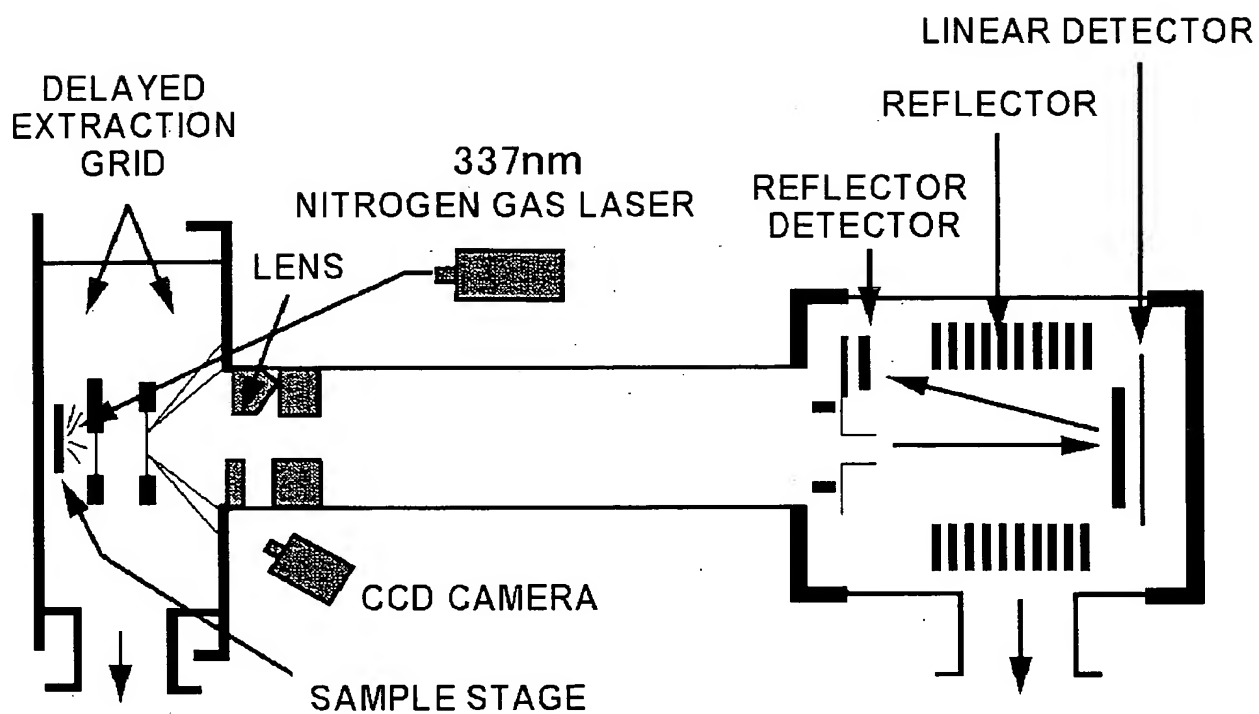 LINEAR DETECTOR
DELAYED
EXTRACTION
GRID
REFLECTOR
337nm
NITROGEN GAS LASER
REFLECTOR
DETECTOR
LENS
CCD CAMERA
SAMPLE STAGE